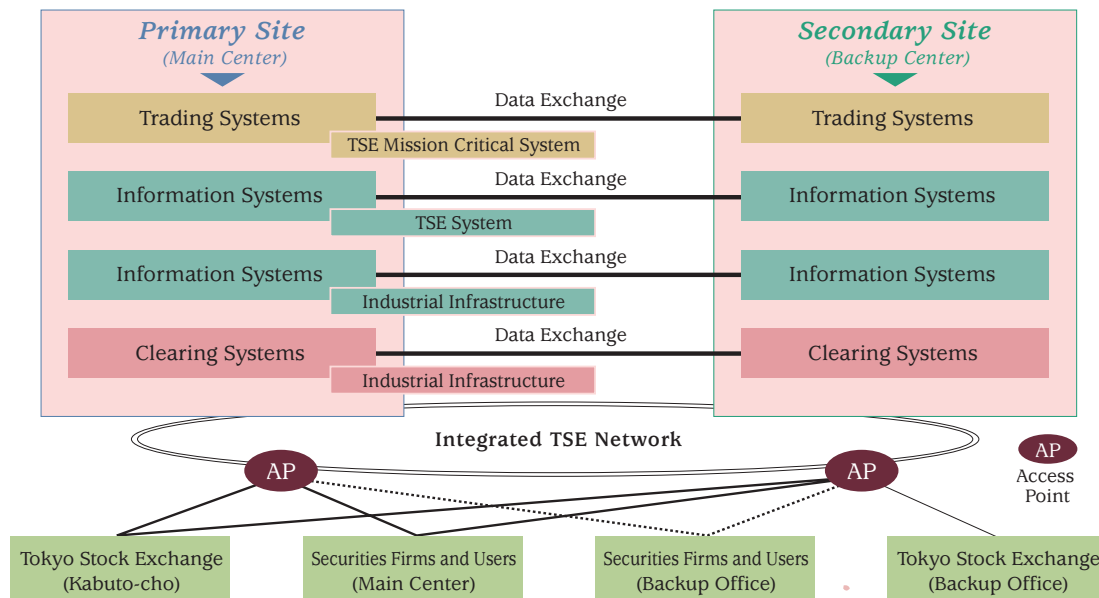 Primary Site
(Main Center)
Secondary Site
(Backup Center)
Trading Systems
Data Exchange
Trading Systems
TSE Mission Critical System
Information Systems
Data Exchange
Information Systems
TSE System
Information Systems
Data Exchange
Information Systems
Industrial Infrastructure
Clearing Systems
Data Exchange
Clearing Systems
Industrial Infrastructure
Integrated TSE Network
AP
AP
AP
Access
Point
Tokyo Stock Exchange
(Kabuto-cho)
Securities Firms and Users
(Main Center)
Securities Firms and Users
(Backup Office)
Tokyo Stock Exchange
(Backup Office)